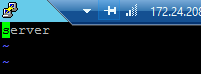 172.24.208
server
~
~